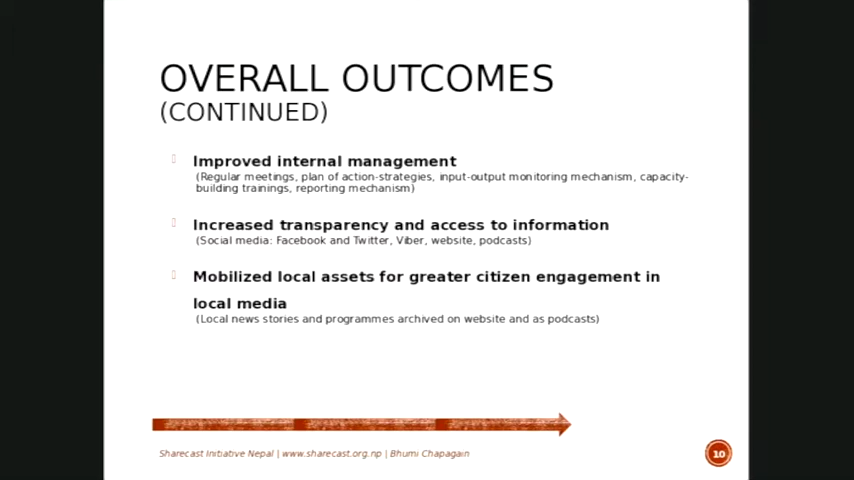 OVERALL OUTCOMES
(CONTINUED)
Improved internal management
(Regular meetings, plan of action-strategies, input-output monitoring mechanism, capacity-
building trainings, reporting mechanism)
Increased transparency and access to information
(Social media: Facebook and Twitter, Viber, website, podcasts)
Mobilized local assets for greater citizen engagement in
local media
(Local news stories and programmes archived on website and as podcasts)
Sharecast Initiative Nepal | www.sharecast.org.np | Bhumi Chapagain
10